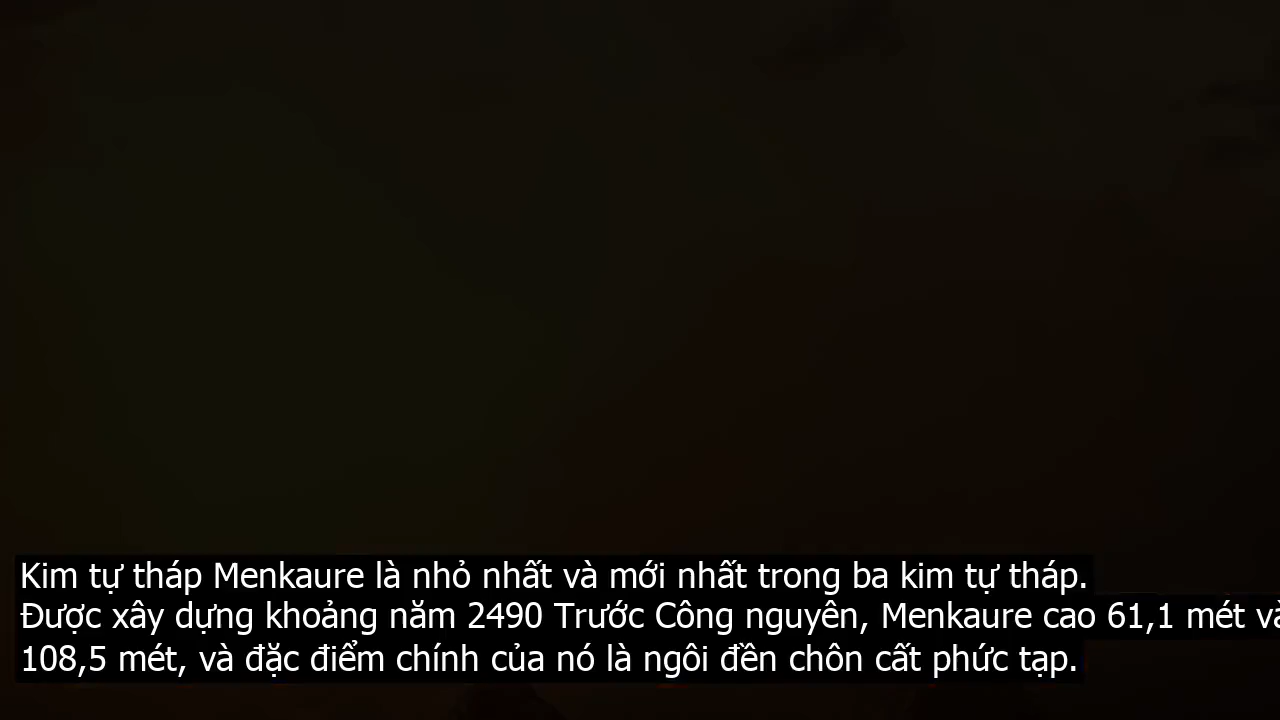 Kim tự tháp Menkaure là nhỏ nhất và mới nhất trong ba kim tự tháp.
Được xây dựng khoảng năm 2490 Trước Công nguyên, Menkaure cao 61,1 mét
108,5 mét, và đặc điểm chính của nó là ngôi đền chôn cất phức tạp.